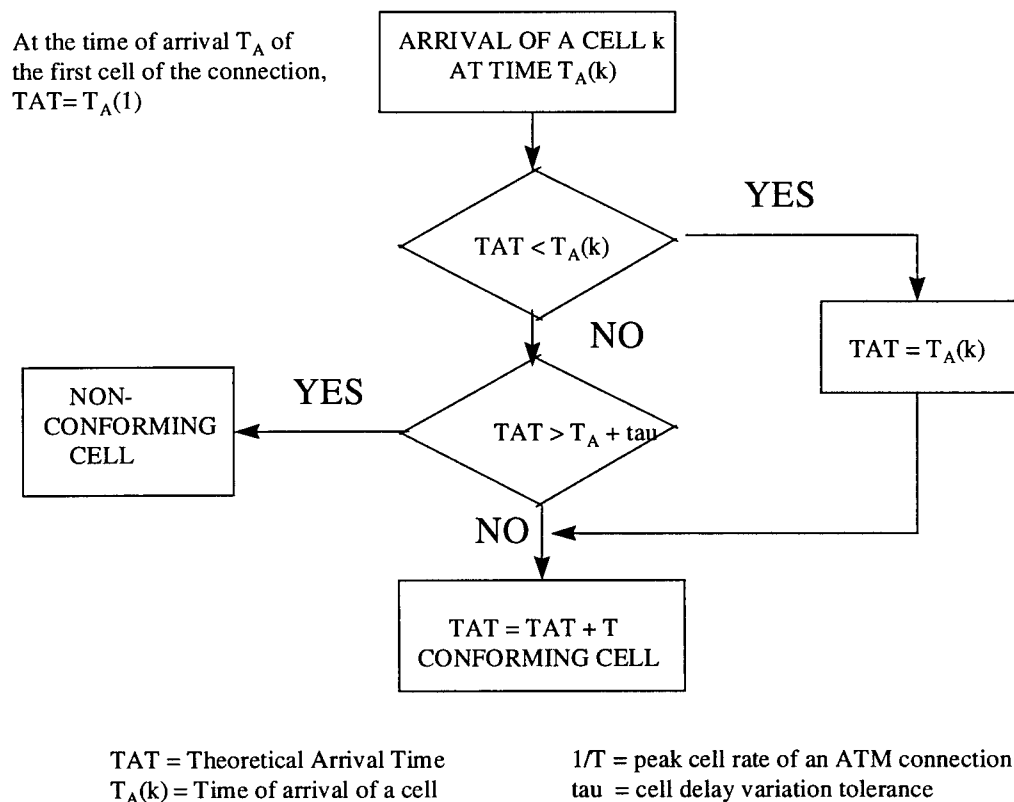 At the time of arrival T_A of
the first cell of the connection,
TAT= T_A(1)
ARRIVAL OF A CELL k
AT TIME T_A(k)
TAT < T_A(k)
YES
TAT = T_A(k)
NO
TAT > T_A + tau
YES
NON-
CONFORMING
CELL
NO
TAT = TAT + T
CONFORMING CELL
TAT = Theoretical Arrival Time
T_A(k) = Time of arrival of a cell
1/T = peak cell rate of an ATM connection
tau = cell delay variation tolerance